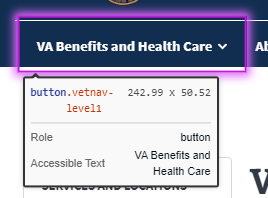 VA Benefits and Health Care
button.vetnav-level1 242.99 x 50.52
Role button
Accessible Text VA Benefits and Health Care
SERVICES AND LOCATIONS